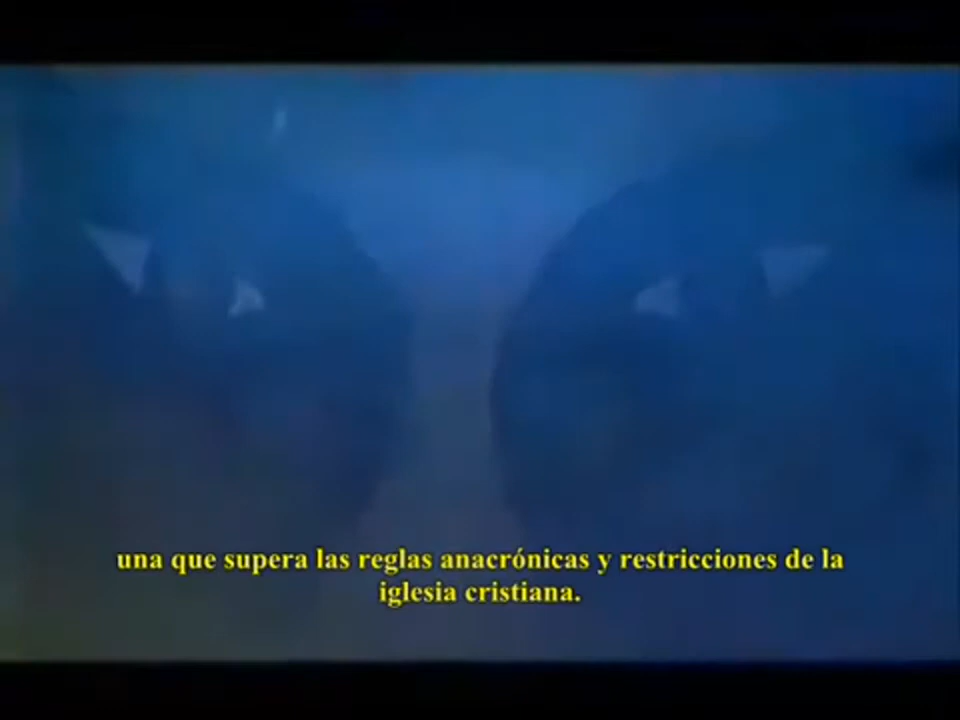 una que supera las reglas anacrónicas y restricciones de la
iglesia cristiana.